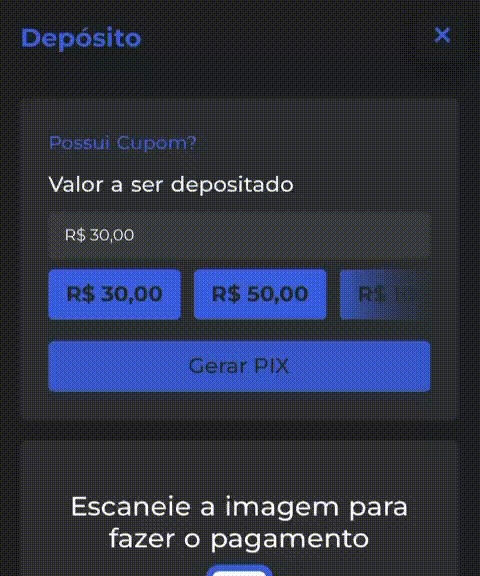 Depósito
×
Possui Cupom?
Valor a ser depositado
R$ 30,00
R$ 30,00 R$ 50,00 R$
Gerar PIX
Escaneie a imagem para
fazer o pagamento